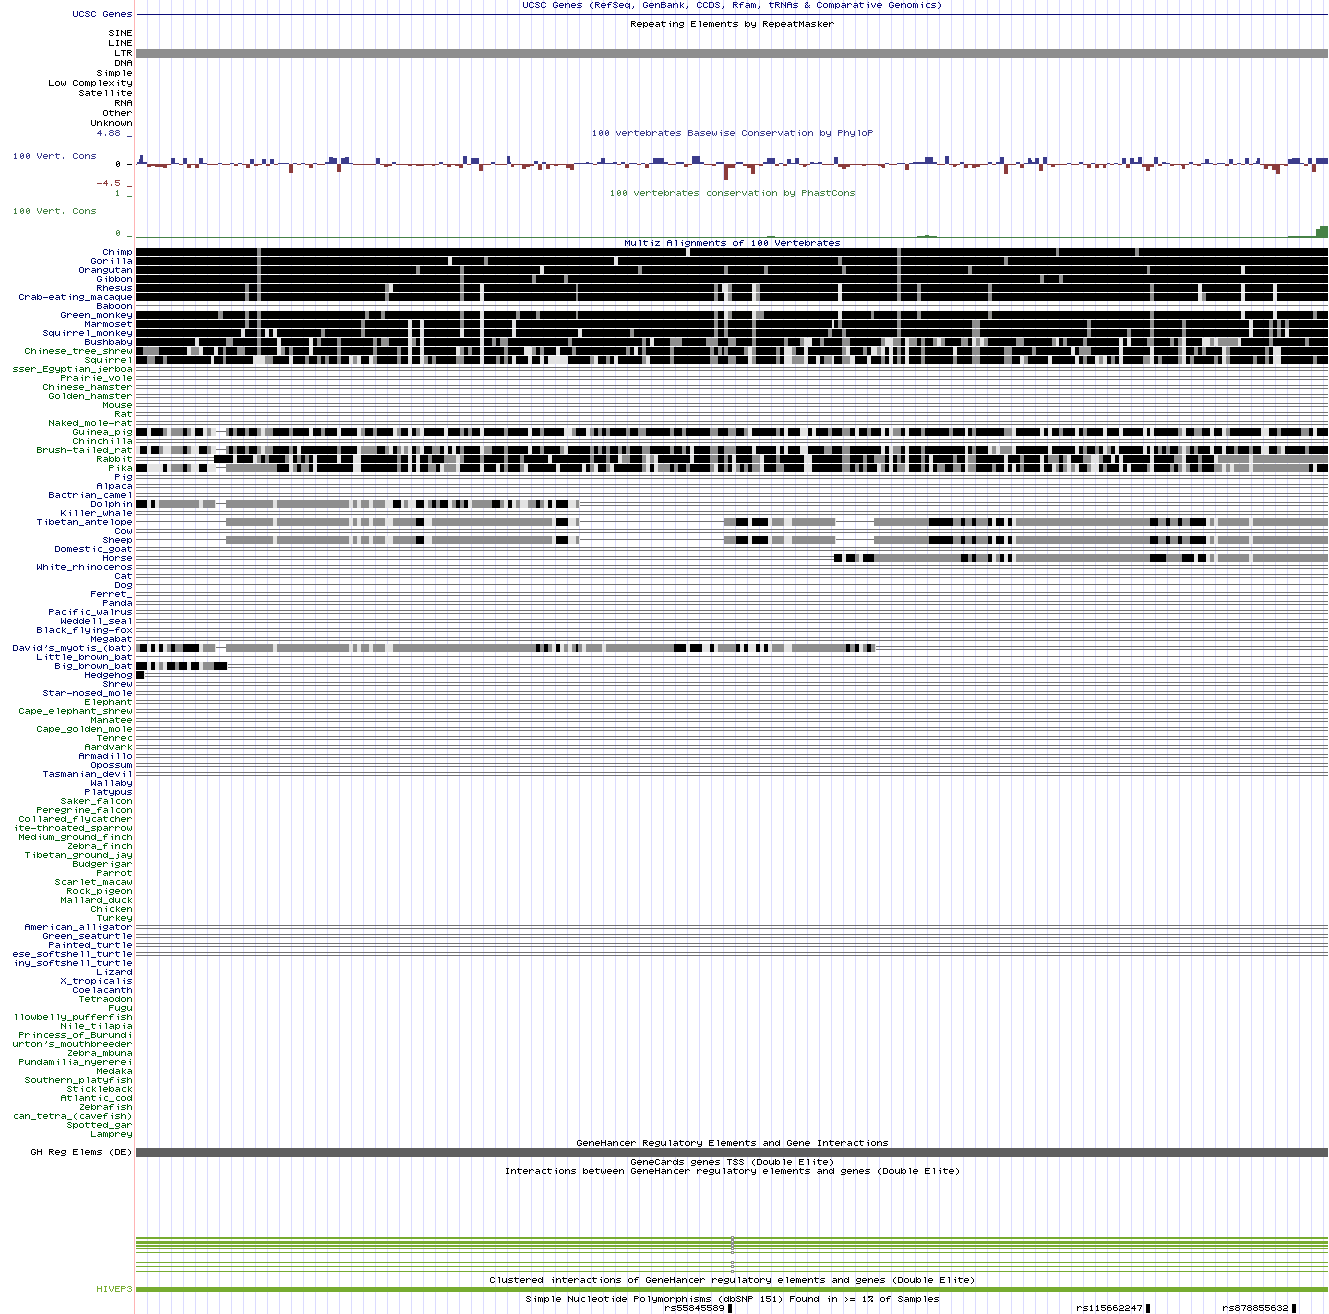 UCSC Genes (RefSeq, GenBank, CCDS, Rfam, tRNAs & Comparative Genomics)
UCSC Genes
Repeating Elements by RepeatMasker
SINE
LINE
LTR
DNA
Simple
Low Complexity
Satellite
RNA
Other
Unknown
4.88 _
100 vertebrates Basewise Conservation by PhyloP
100 Vert. Cons
0 -
-4.5 _
100 vertebrates conservation by PhastCons
1 _
100 Vert. Cons
0 _
Multiz Alignments of 100 Vertebrates
Chimp
Gorilla
Orangutan
Gibbon
Rhesus
Crab-eating_macaque
Baboon
Green_monkey
Marmoset
Squirrel_monkey
Bushbaby
Chinese_tree_shrew
Squirrel
sser_Egyptian_jerboa
Prairie_vole
Chinese_hamster
Golden_hamster
Mouse
Rat
Naked_mole-rat
Guinea_pig
Chinchilla
Brush-tailed_rat
Rabbit
Pika
Pig
Alpaca
Bactrian_camel
Dolphin
Killer_whale
Tibetan_antelope
Cow
Sheep
Domestic_goat
Horse
White_rhinoceros
Cat
Dog
Ferret_
Panda
Pacific_walrus
Weddell_seal
Black_flying-fox
Megabat
David's_myotis_(bat)
Little_brown_bat
Big_brown_bat
Hedgehog
Shrew
Star-nosed_mole
Elephant
Cape_elephant_shrew
Manatee
Cape_golden_mole
Tenrec
Aardvark
Armadillo
Opossum
Tasmanian_devil
Wallaby
Platypus
Saker_falcon
Peregrine_falcon
Collared_flycatcher
ite-throated_sparrow
Medium_ground_finch
Zebra_finch
Tibetan_ground_jay
Budgerigar
Parrot
Scarlet_macaw
Rock_pigeon
Mallard_duck
Chicken
Turkey
American_alligator
Green_seaturtle
Painted_turtle
ese_softshell_turtle
iny_softshell_turtle
Lizard
X_tropicalis
Coelacanth
Tetraodon
Fugu
llowbelly_pufferfish
Nile_tilapia
Princess_of_Burundi
urton's_mouthbreeder
Zebra_mbuna
Pundamilia_nyererei
Medaka
Southern_platyfish
Stickleback
Atlantic_cod
Zebrafish
can_tetra_(cavefish)
Spotted_gar
Lamprey
GeneHancer Regulatory Elements and Gene Interactions
GH Reg Elems (DE)
GeneCards genes TSS (Double Elite)
Interactions between GeneHancer regulatory elements and genes (Double Elite)
Clustered interactions of GeneHancer regulatory elements and genes (Double Elite)
HIVEP3
Simple Nucleotide Polymorphisms (dbSNP 151) Found in >= 1% of Samples
rs55845589 rs115662247 rs878855632